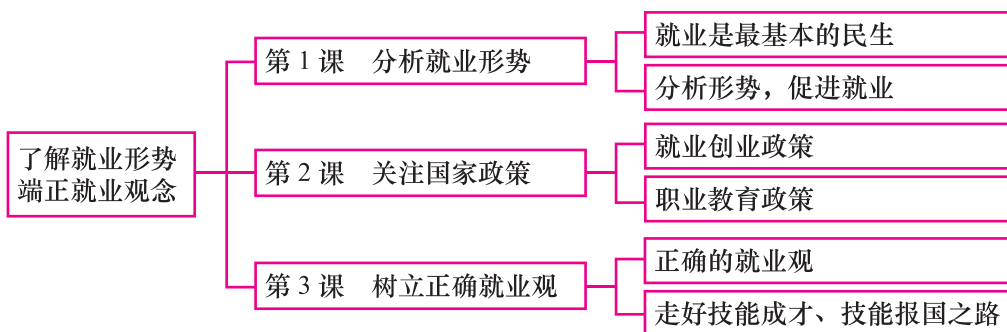 了解就业形势
端正就业观念
第 1 课 分析就业形势
就业是最基本的民生
分析形势，促进就业
第 2 课 关注国家政策
就业创业政策
职业教育政策
第 3 课 树立正确就业观
正确的就业观
走好技能成才、技能报国之路